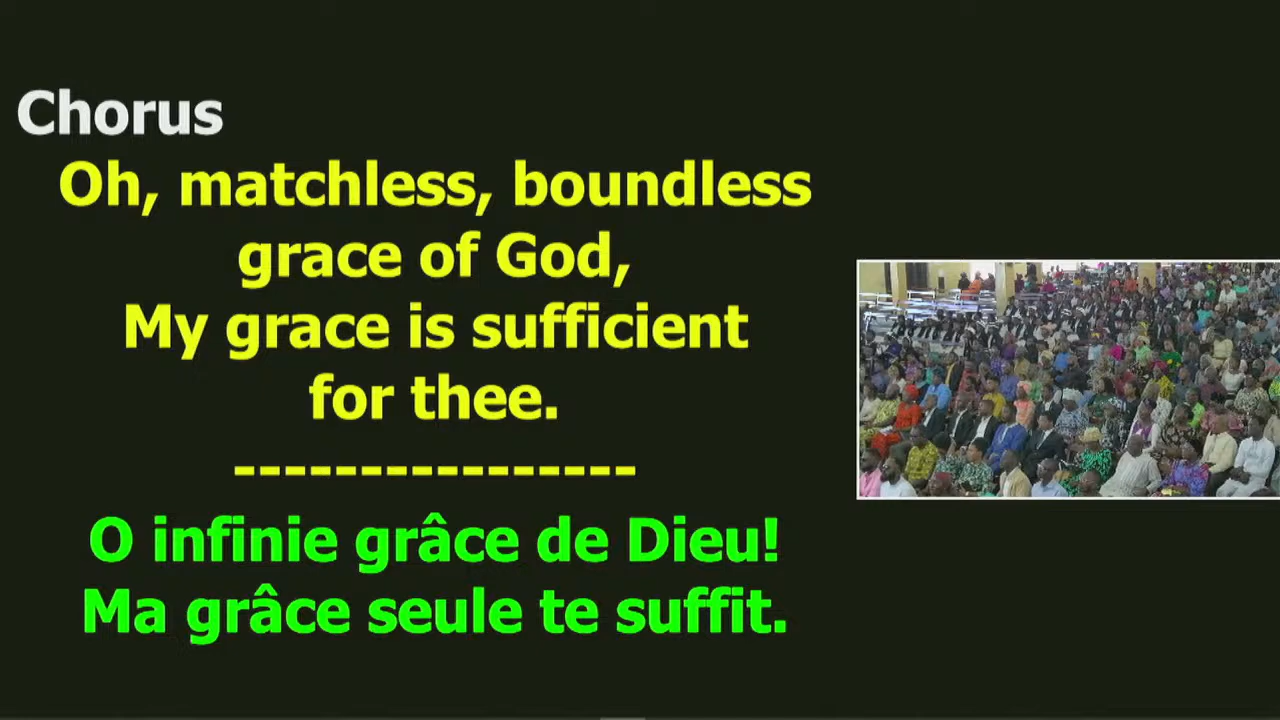 Chorus
Oh, matchless, boundless
grace of God,
My grace is sufficient
for thee.
----------------
O infinie grâce de Dieu!
Ma grâce seule te suffit.